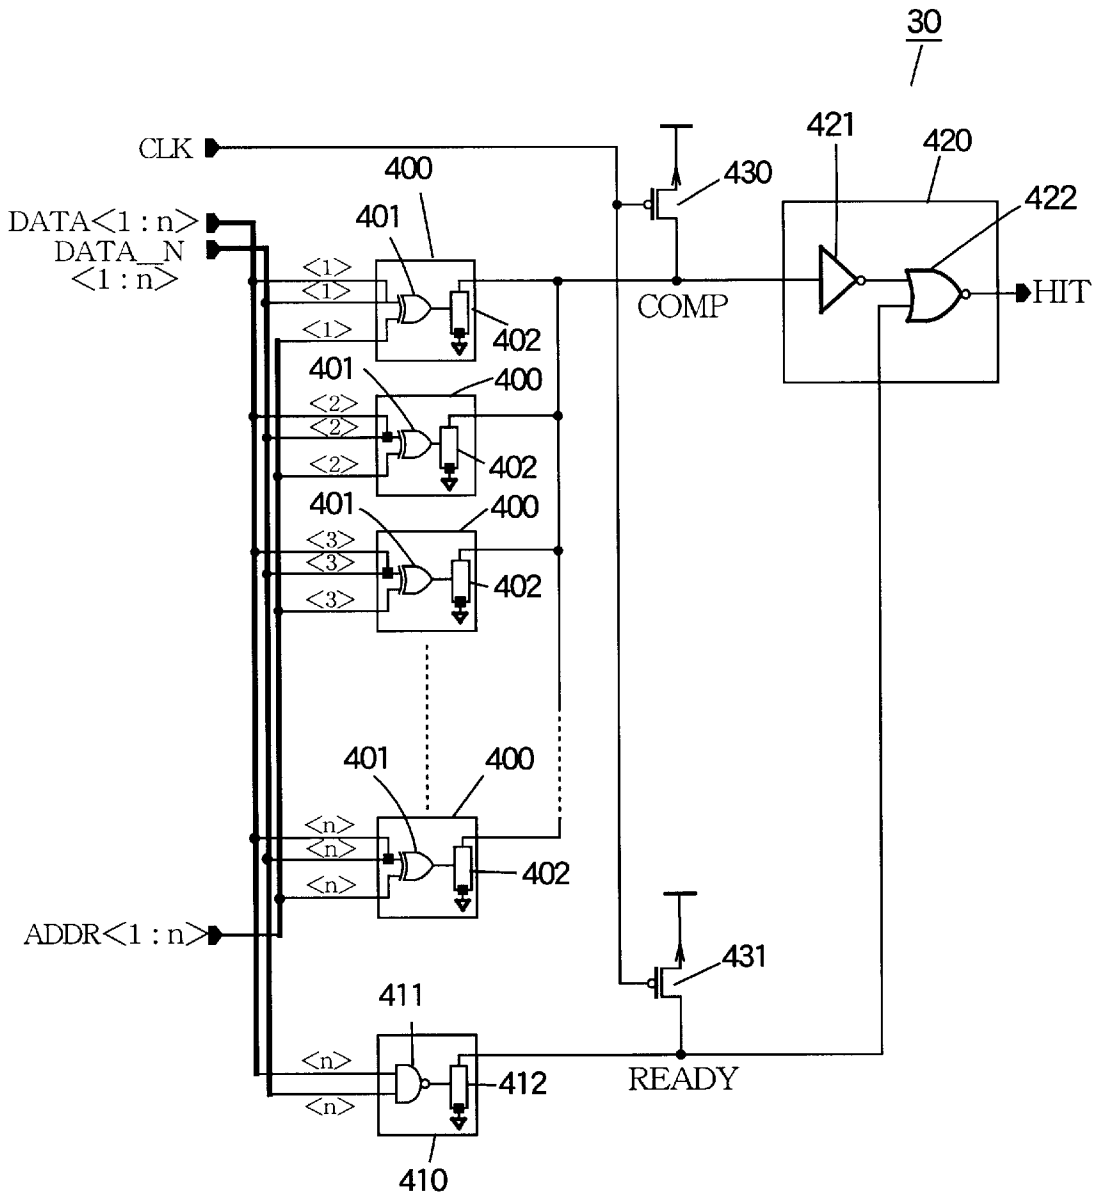 30
CLK
400
430
421
420
422
DATA<1 : n>
DATA_N
<1 : n>
401
<1>
<1>
<1>
402
COMP
HIT
401
400
<2>
<2>
<2>
402
401
400
<3>
<3>
<3>
402
401
400
<n>
<n>
<n>
402
ADDR<1 : n>
431
411
<n>
<n>
412
READY
410